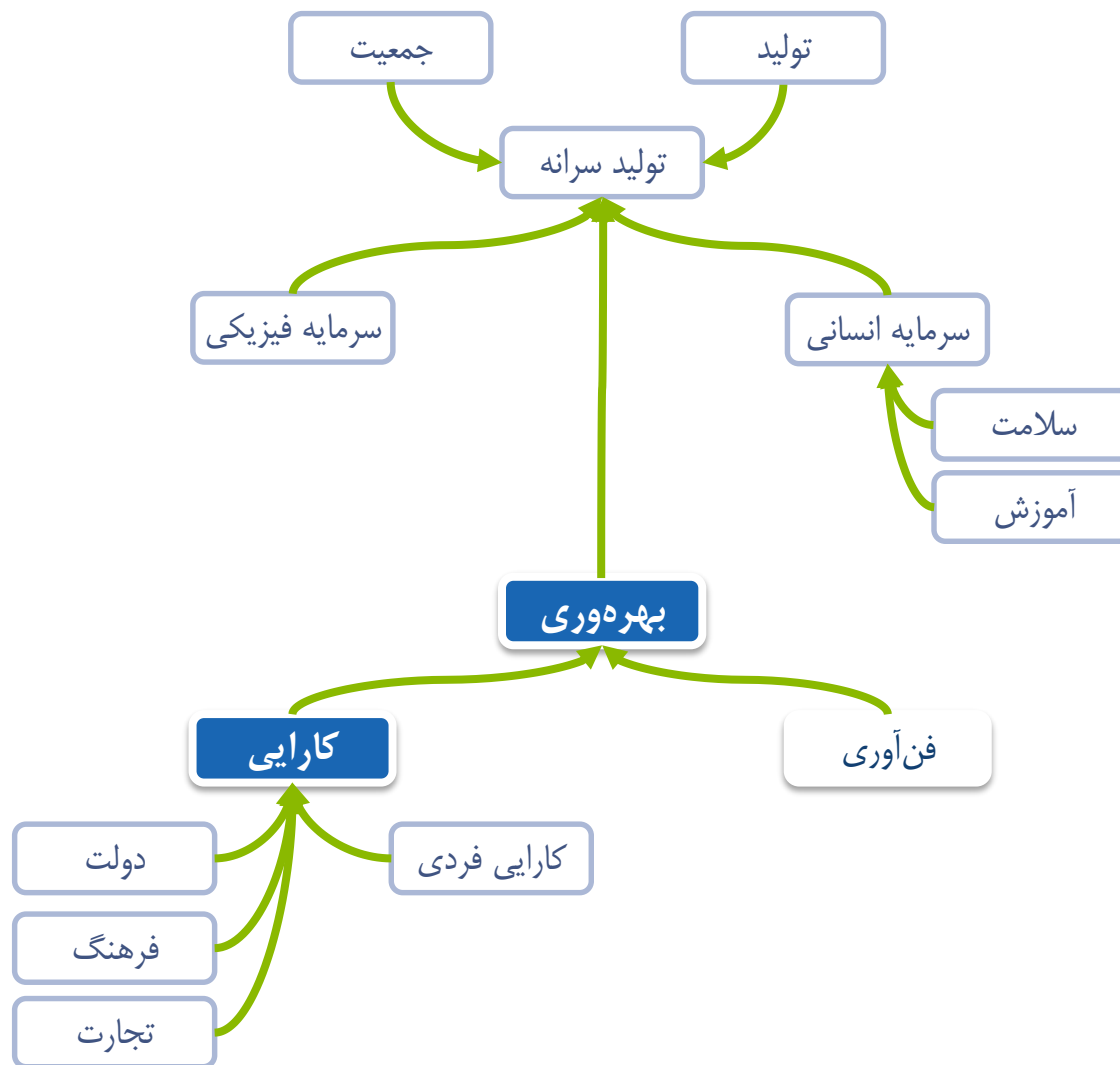 تولید
جمعیت
تولید سرانه
سرمایه انسانی
سرمایه فیزیکی
سلامت
آموزش
بهره‌وری
فن‌آوری
کارایی
کارایی فردی
دولت
فرهنگ
تجارت